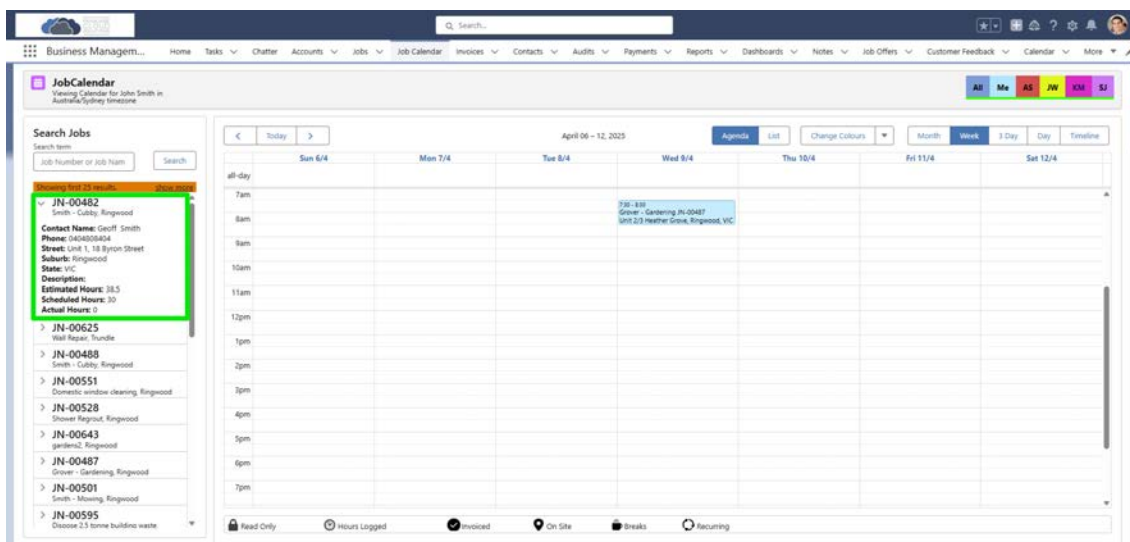 Search...
Business Managem...
Home Tasks Chatter Accounts Jobs Job Calendar Invoices Contacts Audits Payments Reports Dashboards Notes Job Offers Customer Feedback Calendar More
JobCalendar
Viewing Calendar for John Smith in
Australia/Sydney timezone
All Me AS JW KM SJ
Search Jobs
Search term
Job Number or Job Nam
Search
Showing first 25 results. show more
JN-00482
Smith - Cubby, Ringwood
Contact Name: Geoff Smith
Phone: 0404808404
Street: Unit 1, 18 Byron Street
Suburb: Ringwood
State: VIC
Description:
Estimated Hours: 38.5
Scheduled Hours: 30
Actual Hours: 0
JN-00625
Wall Repair, Trundle
JN-00488
Smith - Cubby, Ringwood
JN-00551
Domestic window cleaning, Ringwood
JN-00528
Shower Regrout, Ringwood
JN-00643
gardens2, Ringwood
JN-00487
Grover - Gardening, Ringwood
JN-00501
Smith - Mowing, Ringwood
JN-00595
Dispose 2.5 tonne building waste
Today
April 06 – 12, 2025
Agenda List Change Colours Month Week 3 Day Day Timeline
Sun 6/4 Mon 7/4 Tue 8/4 Wed 9/4 Thu 10/4 Fri 11/4 Sat 12/4
all-day
7am
7:30 - 8:30
Grover - Gardening JN-00487
Unit 2/3 Heather Grove, Ringwood, VIC
8am
9am
10am
11am
12pm
1pm
2pm
3pm
4pm
5pm
6pm
7pm
Read Only Hours Logged Invoiced On Site Breaks Recurring